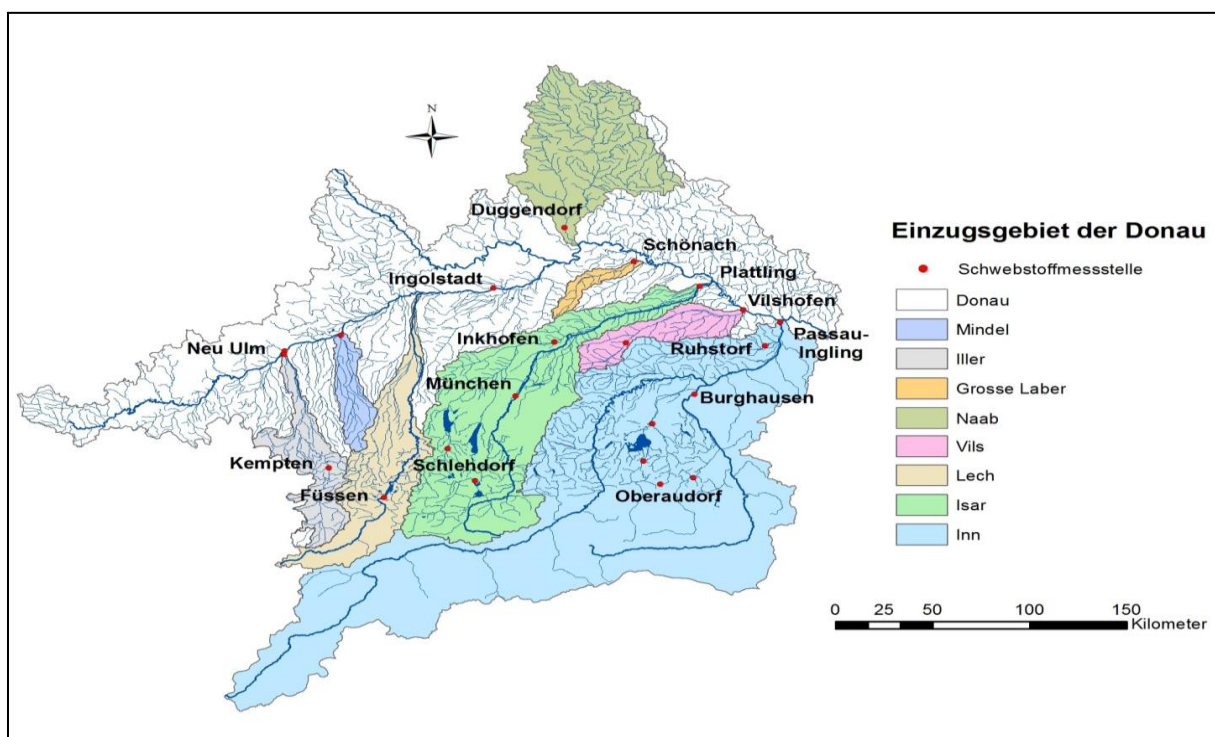 N
Duggendorf
Schönach
Ingolstadt
Plattling
Vilshofen
Inkhofen
Passau-
Ingling
Neu Ulm
Ruhstorf
München
Burghausen
Kempten
Schlehdorf
Füssen
Oberaudorf
Einzugsgebiet der Donau
Schwebstoffmessstelle
Donau
Mindel
Iller
Grosse Laber
Naab
Vils
Lech
Isar
Inn
0 25 50 100 150
Kilometer